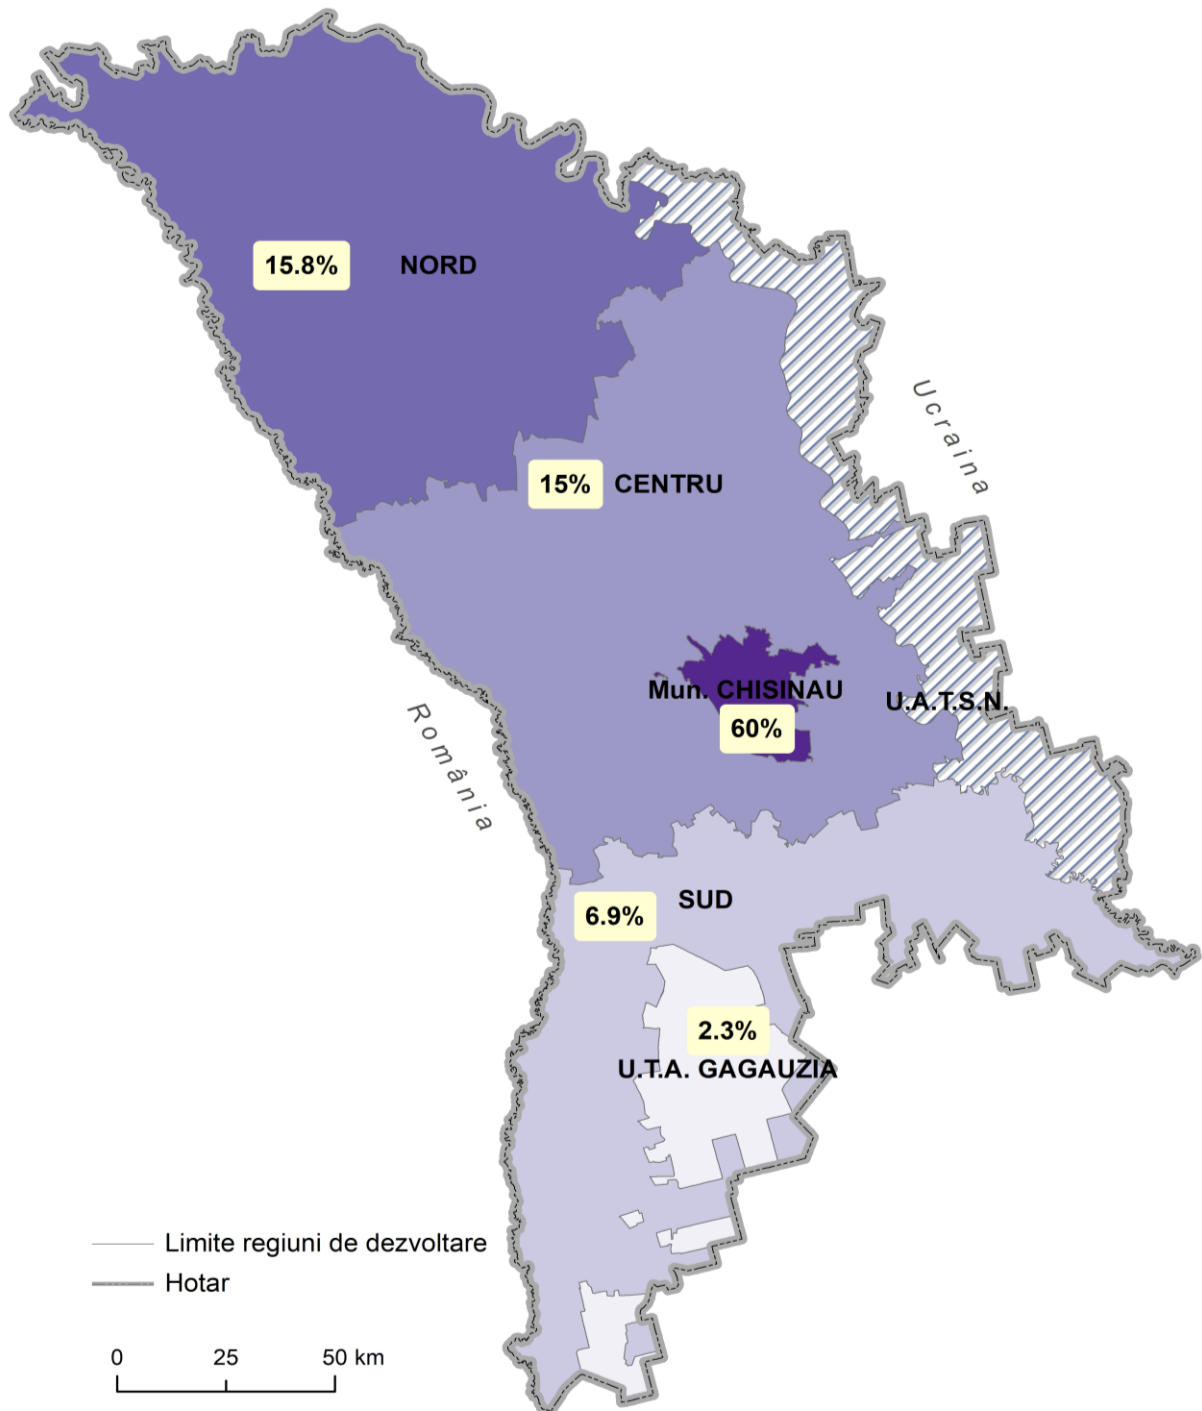 15.8% NORD
Ucraina
15% CENTRU
Mun. CHISINAU
U.A.T.S.N.
60%
România
SUD
6.9%
2.3%
U.T.A. GAGAUZIA
Limite regiuni de dezvoltare
Hotar
0 25 50 km